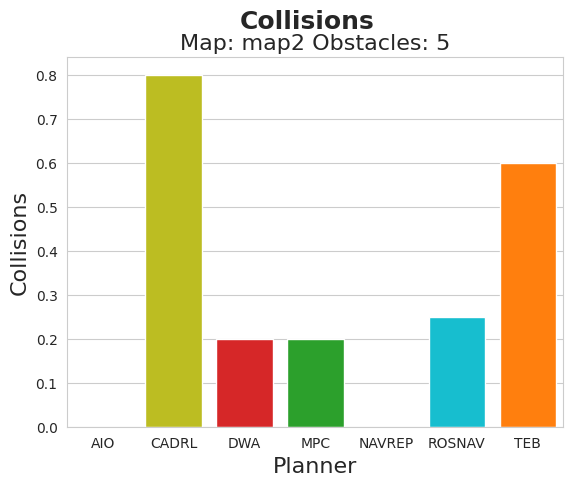 Collisions
Map: map2 Obstacles: 5
0.8
0.7
0.6
0.5
0.4
0.3
0.2
0.1
0.0
Collisions
AIO CADRL DWA MPC NAVREP ROSNAV TEB
Planner